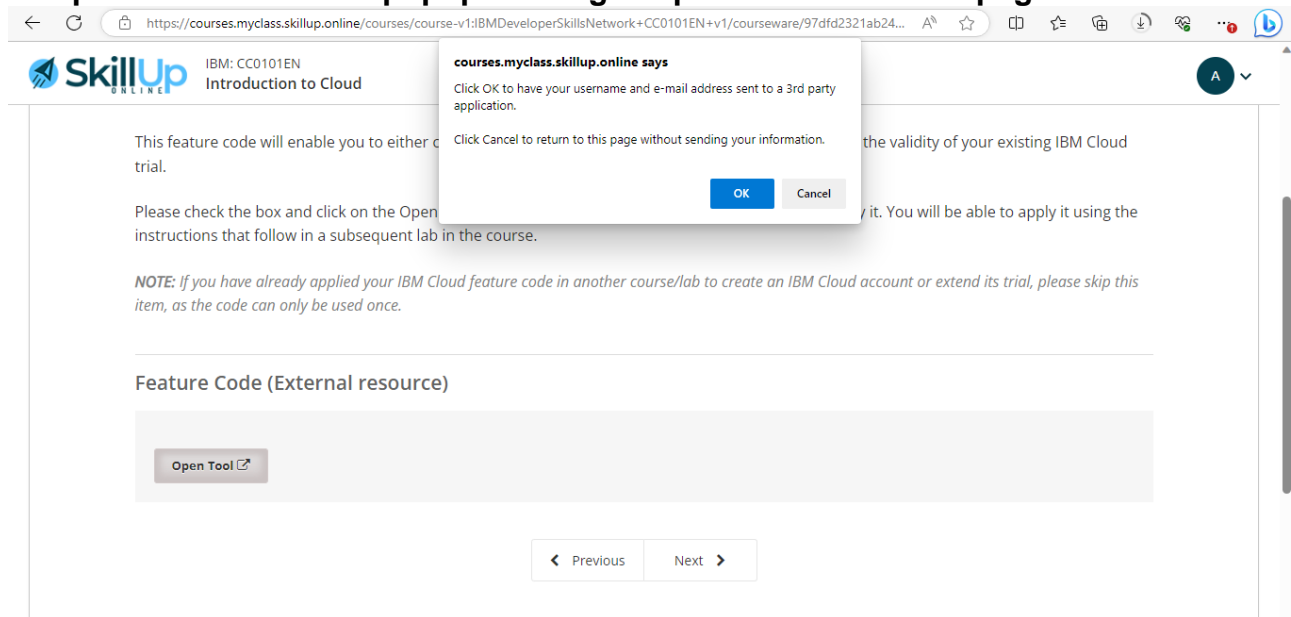 https://courses.myclass.skillup.online/courses/course-v1:IBMDeveloperSkillsNetwork+CC0101EN+v1/courseware/97dfd2321ab24...
SkillUp
ONLINE
IBM: CC0101EN
Introduction to Cloud
A
courses.myclass.skillup.online says
Click OK to have your username and e-mail address sent to a 3rd party
application.
Click Cancel to return to this page without sending your information.
OK Cancel
This feature code will enable you to either the validity of your existing IBM Cloud
trial.
Please check the box and click on the Open it. You will be able to apply it using the
instructions that follow in a subsequent lab in the course.
NOTE: If you have already applied your IBM Cloud feature code in another course/lab to create an IBM Cloud account or extend its trial, please skip this
item, as the code can only be used once.
Feature Code (External resource)
Open Tool
Previous Next